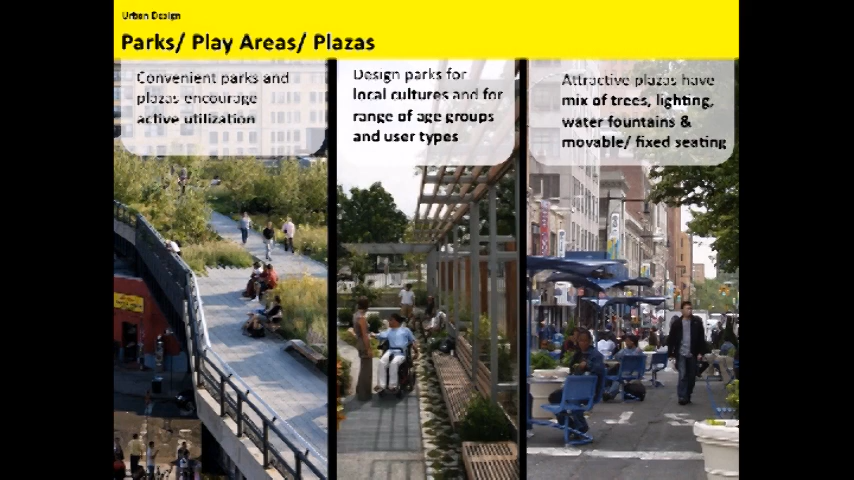 Urban Design
Parks/ Play Areas/ Plazas
Convenient parks and
plazas encourage
active utilization
Design parks for
local cultures and for
range of age groups
and user types
Attractive plazas have
mix of trees, lighting,
water fountains &
movable/ fixed seating